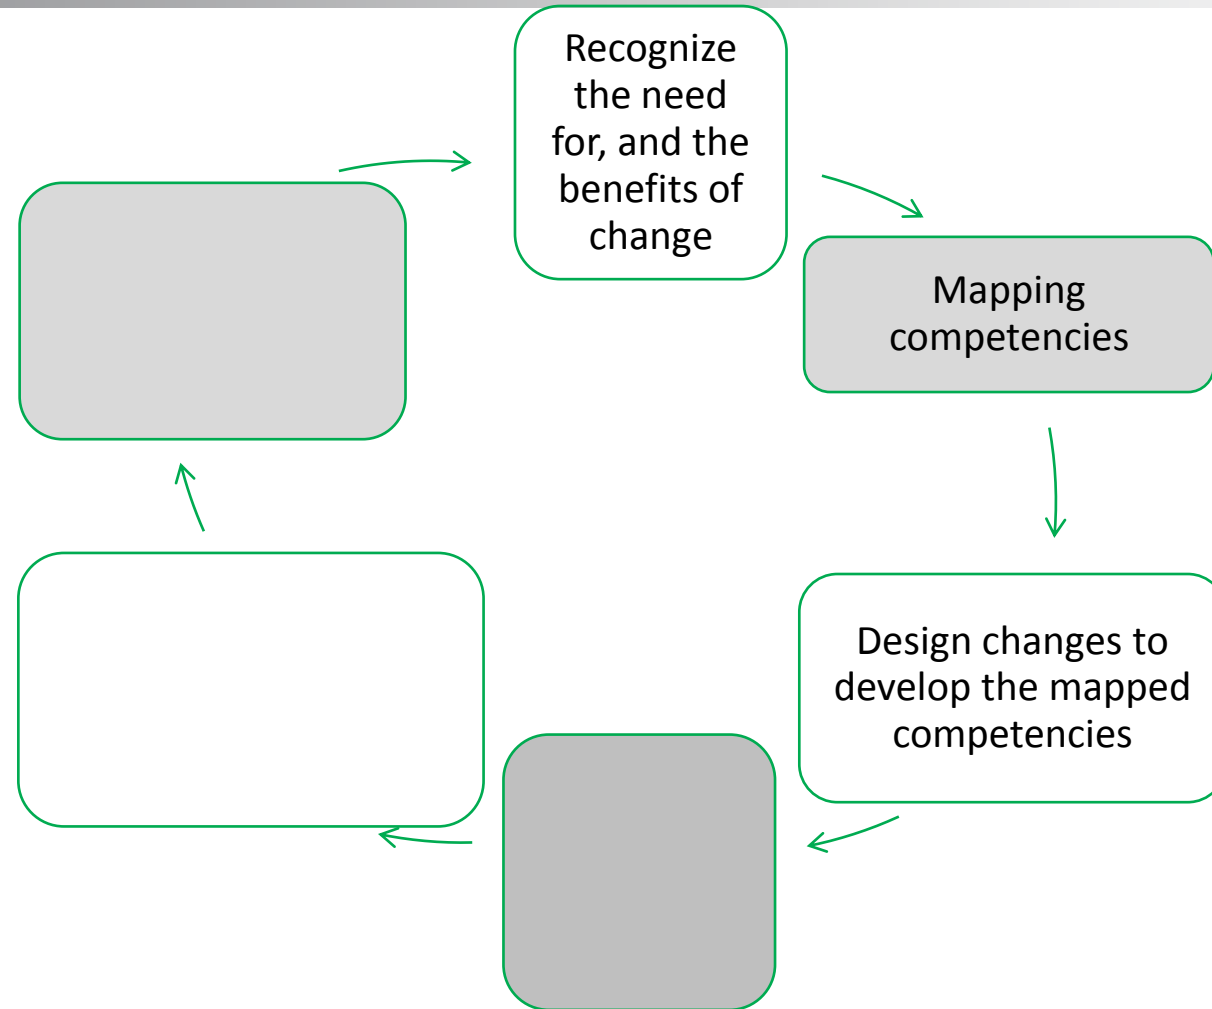 Recognize
the need
for, and the
benefits of
change
Mapping
competencies
Design changes to
develop the mapped
competencies